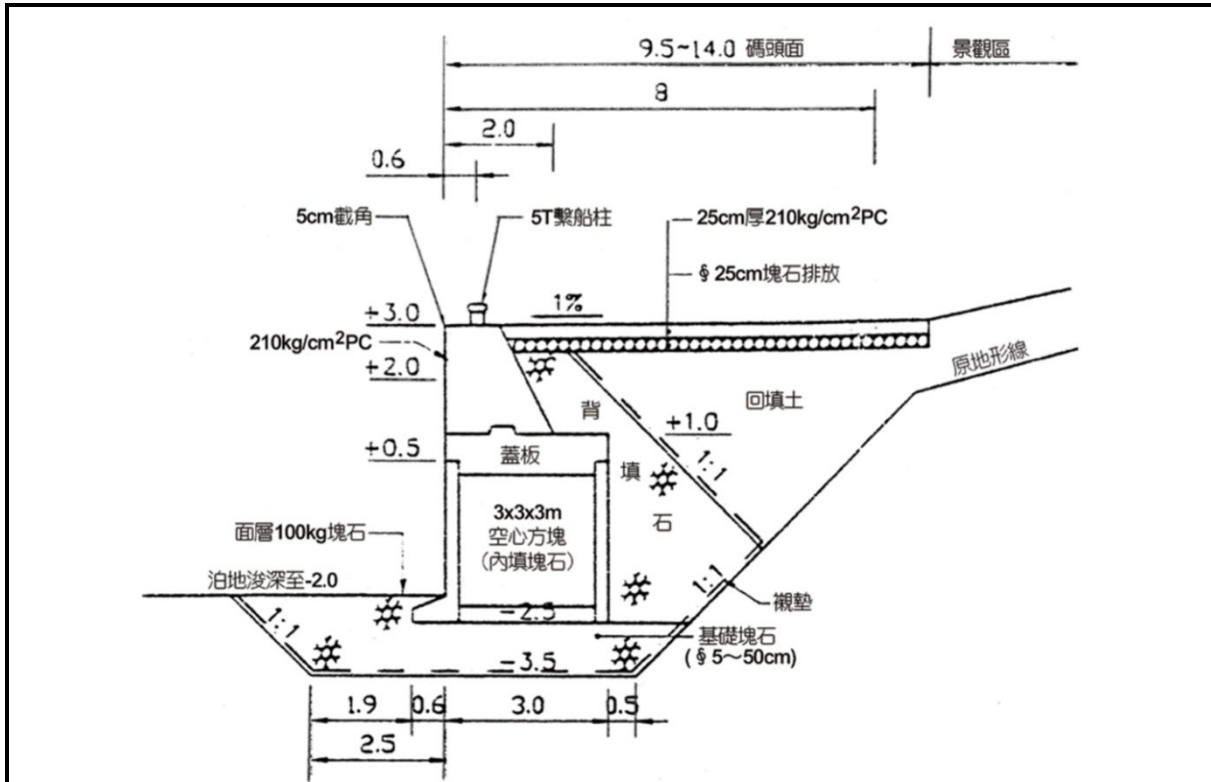 9.5~14.0 碼頭面
景觀區
8
2.0
0.6
5cm截角
5T繫船柱
25cm厚210kg/cm²PC
∮25cm塊石排放
+3.0
1%
210kg/cm²PC
原地形線
+2.0
背
回填土
+1.0
+0.5
蓋板
填
1:1
3x3x3m
空心方塊
(內填塊石)
石
面層100kg塊石
泊地浚深至-2.0
1:1
襯墊
1:1
-2.5
基礎塊石
(∮5~50cm)
-3.5
1.9
0.6
3.0
0.5
2.5